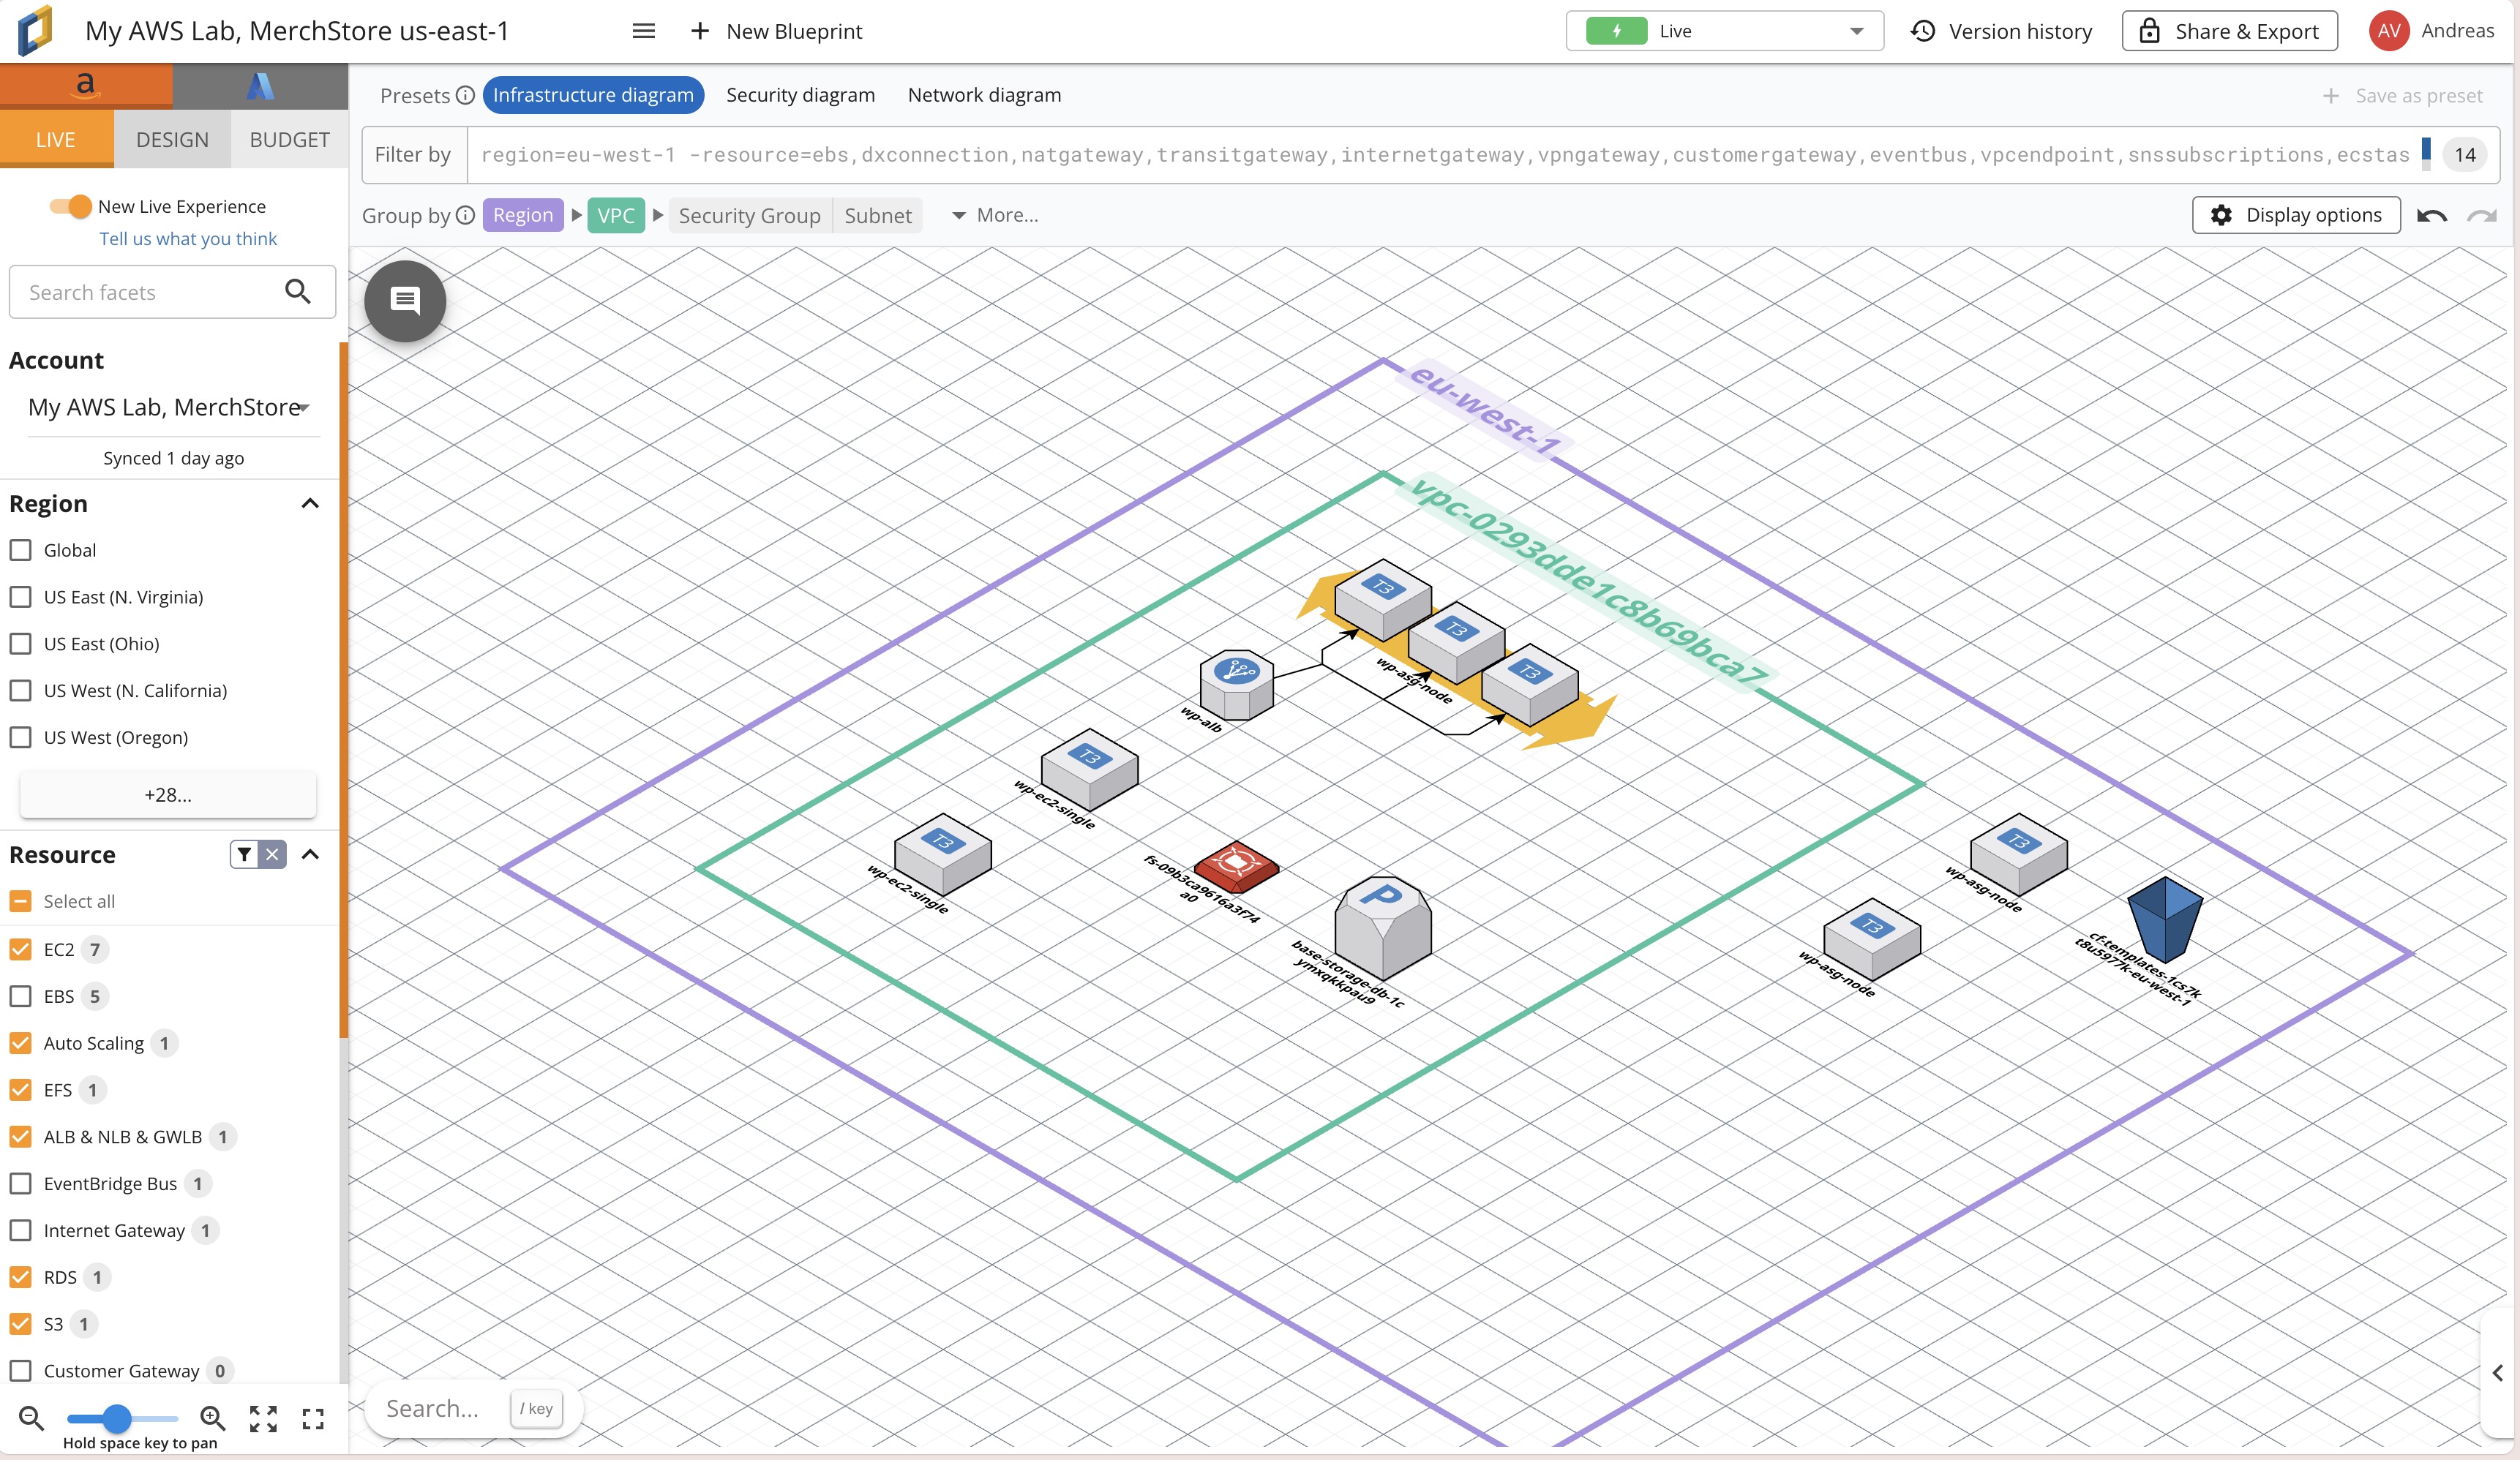 My AWS Lab, MerchStore us-east-1
New Blueprint
Live
Version history
Share & Export
AV
Andreas
a
LIVE
DESIGN
BUDGET
New Live Experience
Tell us what you think
Search facets
Account
My AWS Lab, MerchStore
Synced 1 day ago
Region
Global
US East (N. Virginia)
US East (Ohio)
US West (N. California)
US West (Oregon)
+28...
Resource
Select all
EC2 7
EBS 5
Auto Scaling 1
EFS 1
ALB & NLB & GWLB 1
EventBridge Bus 1
Internet Gateway 1
RDS 1
S3 1
Customer Gateway 0
Hold space key to pan
Presets
Infrastructure diagram
Security diagram
Network diagram
Save as preset
Filter by
region=eu-west-1 -resource=ebs,dxconnection,natgateway,transitgateway,internetgateway,vpngateway,customergateway,eventbus,vpcendpoint,snssubscriptions,ecstas
14
Group by
Region
VPC
Security Group
Subnet
More...
Display options
eu-west-1
vpc-0293dde1c8b69bca7
T3
T3
T3
wp-asg-node
wp-alb
T3
wp-ec2-single
T3
wp-ec2-single
fs-09b3ca9616a3f74
a0
P
base-storage-db-1c
ymxqkkpau9
T3
wp-asg-node
T3
wp-asg-node
cf-templates-1cs7k
t8u5977k-eu-west-1
Search...
/ key